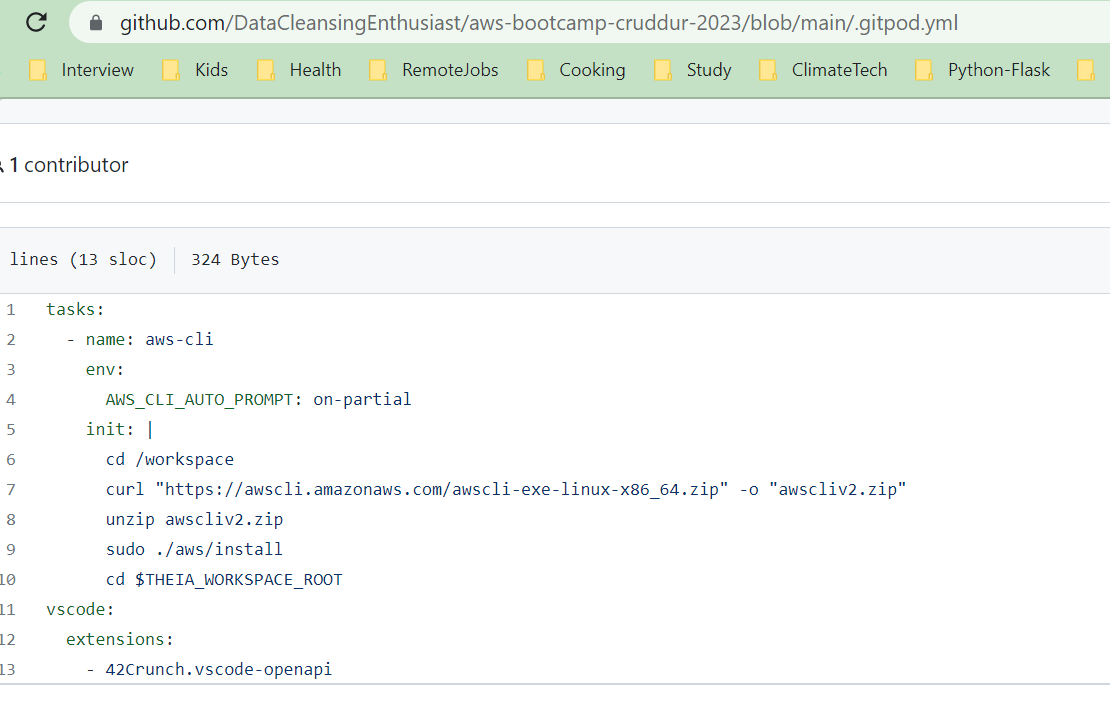 github.com/DataCleansingEnthusiast/aws-bootcamp-cruddur-2023/blob/main/.gitpod.yml
Interview Kids Health RemoteJobs Cooking Study ClimateTech Python-Flask
1 contributor
lines (13 sloc) 324 Bytes
1 tasks:
2 - name: aws-cli
3 env:
4 AWS_CLI_AUTO_PROMPT: on-partial
5 init: |
6 cd /workspace
7 curl "https://awscli.amazonaws.com/awscli-exe-linux-x86_64.zip" -o "awscliv2.zip"
8 unzip awscliv2.zip
9 sudo ./aws/install
10 cd $THEIA_WORKSPACE_ROOT
11 vscode:
12 extensions:
13 - 42Crunch.vscode-openapi